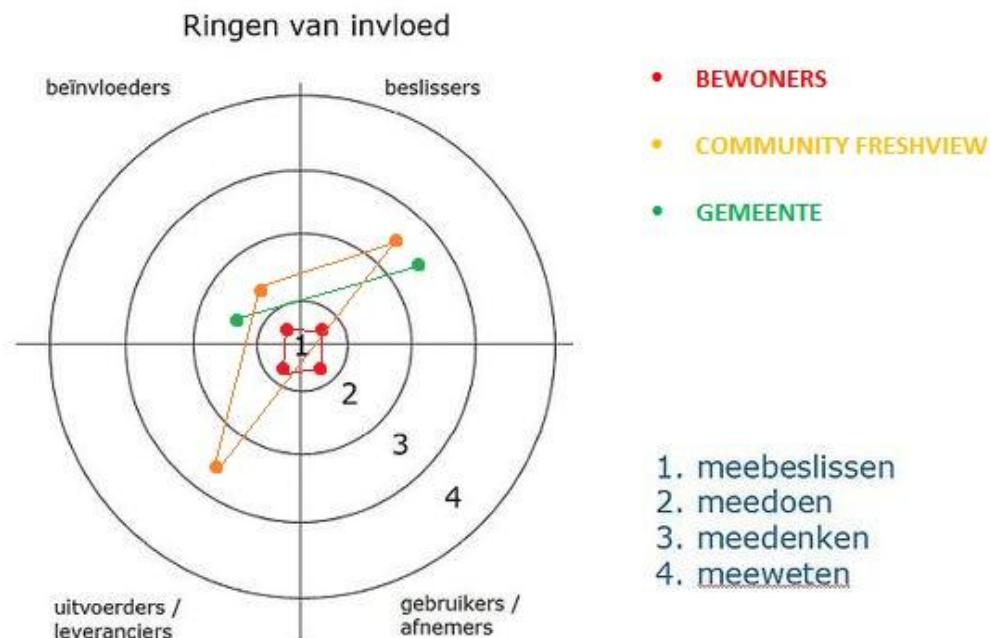 Ringen van invloed
beïnvloeders
beslissers
• BEWONERS
• COMMUNITY FRESHVIEW
• GEMEENTE
1
2
3
4
1. meebeslissen
2. meedoen
3. meedenken
4. meeweten
uitvoerders /
leveranciers
gebruikers /
afnemers